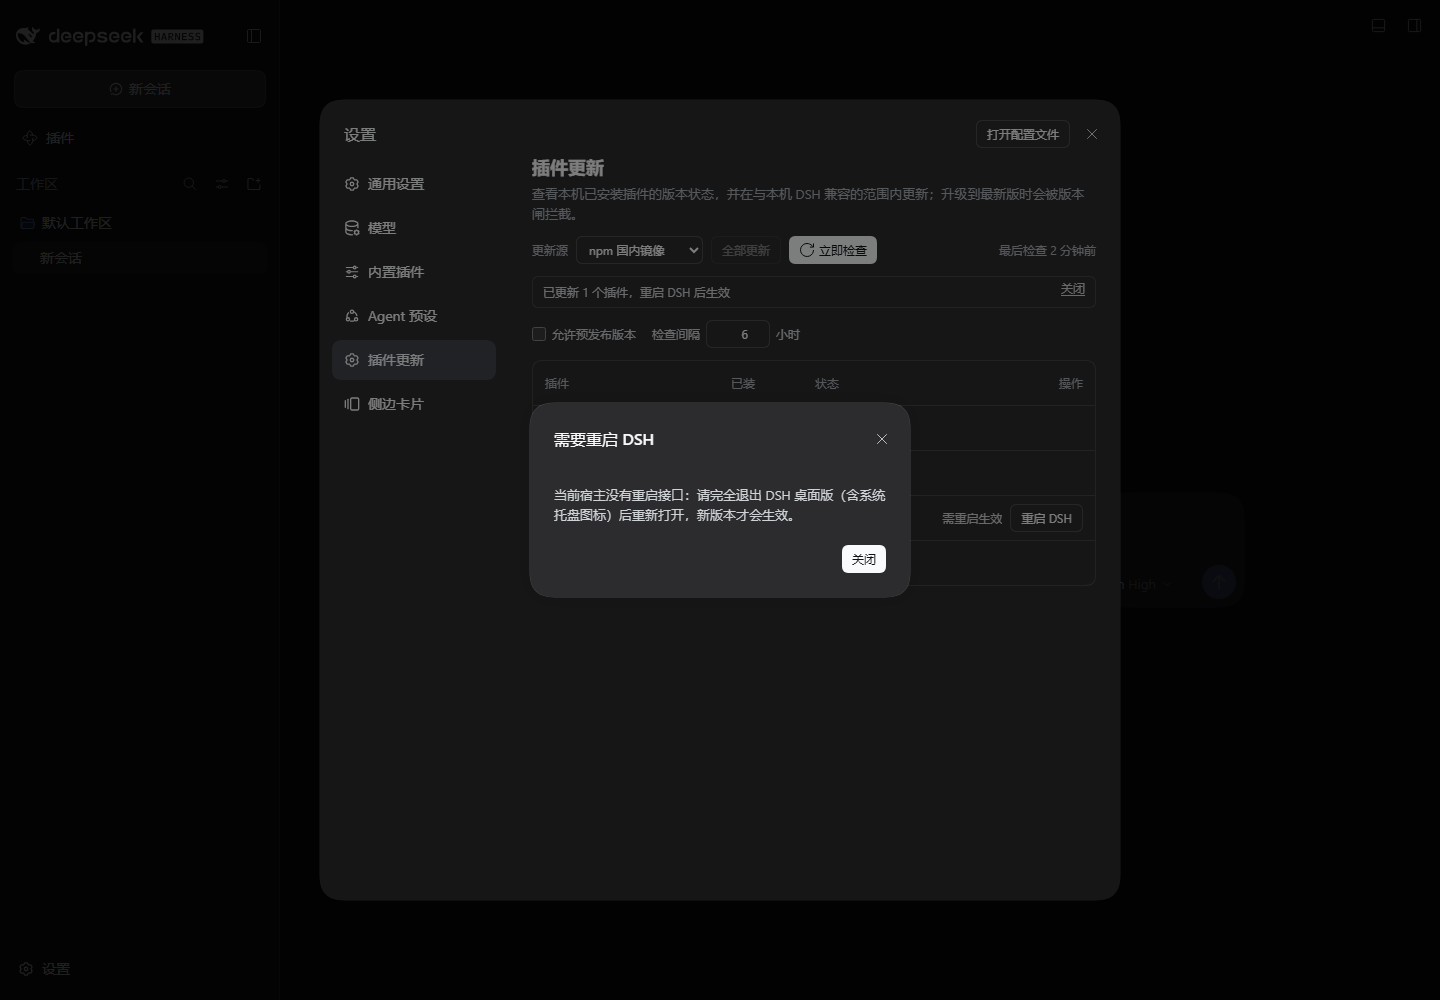 deepseek HARNESS
新会话
插件
工作区
默认工作区
新会话
设置
打开配置文件
通用设置
模型
内置插件
Agent 预设
插件更新
侧边卡片
插件更新
查看本机已安装插件的版本状态，并在与本机 DSH 兼容的范围内更新；升级到最新版时会被版本
闸拦截。
更新源 npm 国内镜像 全部更新 立即检查 最后检查 2 分钟前
已更新 1 个插件，重启 DSH 后生效 关闭
允许预发布版本 检查间隔 6 小时
插件 已装 状态 操作
需重启生效 重启 DSH
需要重启 DSH
当前宿主没有重启接口：请完全退出 DSH 桌面版（含系统
托盘图标）后重新打开，新版本才会生效。
关闭
High
设置